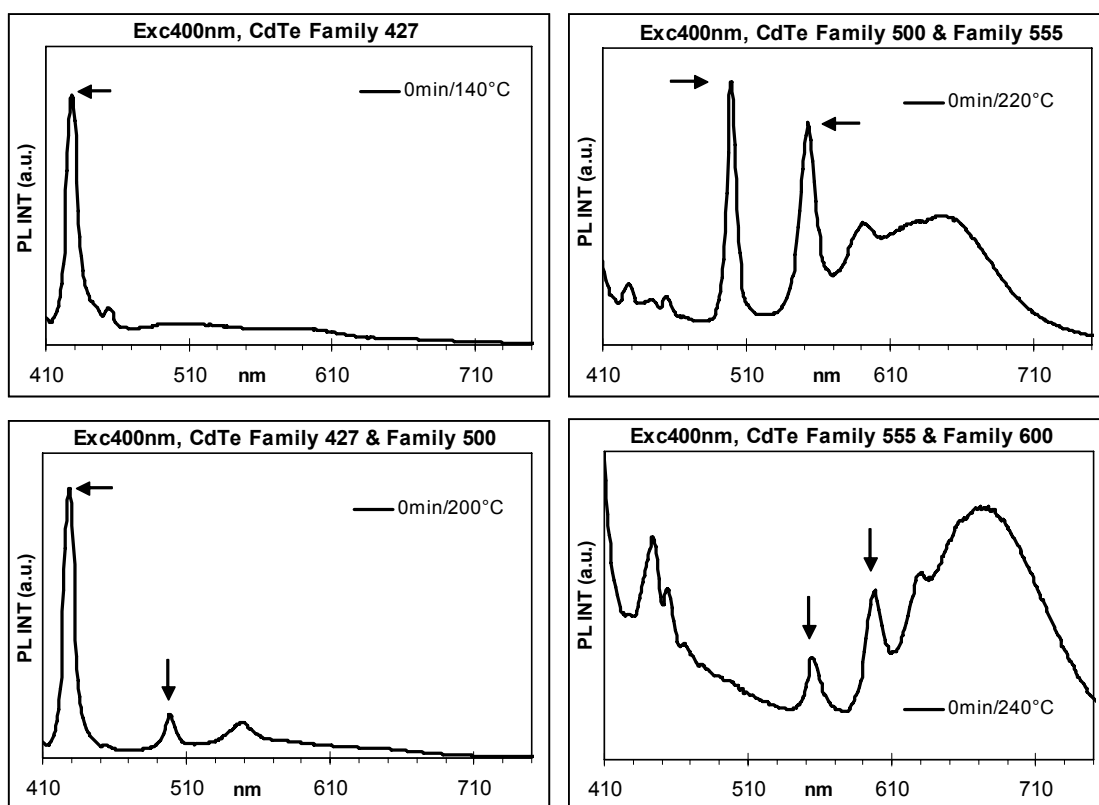 Exc400nm, CdTe Family 427
0min/140°C
PL INT (a.u.)
410 510 nm 610 710
Exc400nm, CdTe Family 500 & Family 555
0min/220°C
PL INT (a.u.)
410 510 nm 610 710
Exc400nm, CdTe Family 427 & Family 500
0min/200°C
PL INT (a.u.)
410 510 nm 610 710
Exc400nm, CdTe Family 555 & Family 600
0min/240°C
PL INT (a.u.)
410 510 nm 610 710